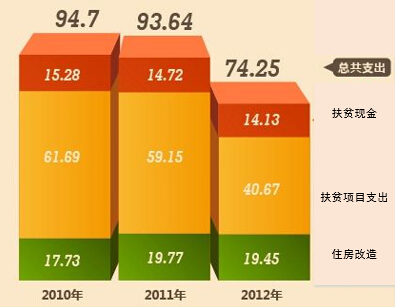 94.7 93.64 74.25 总共支出
15.28 14.72 14.13 扶贫现金
61.69 59.15 40.67 扶贫项目支出
17.73 19.77 19.45 住房改造
2010年 2011年 2012年